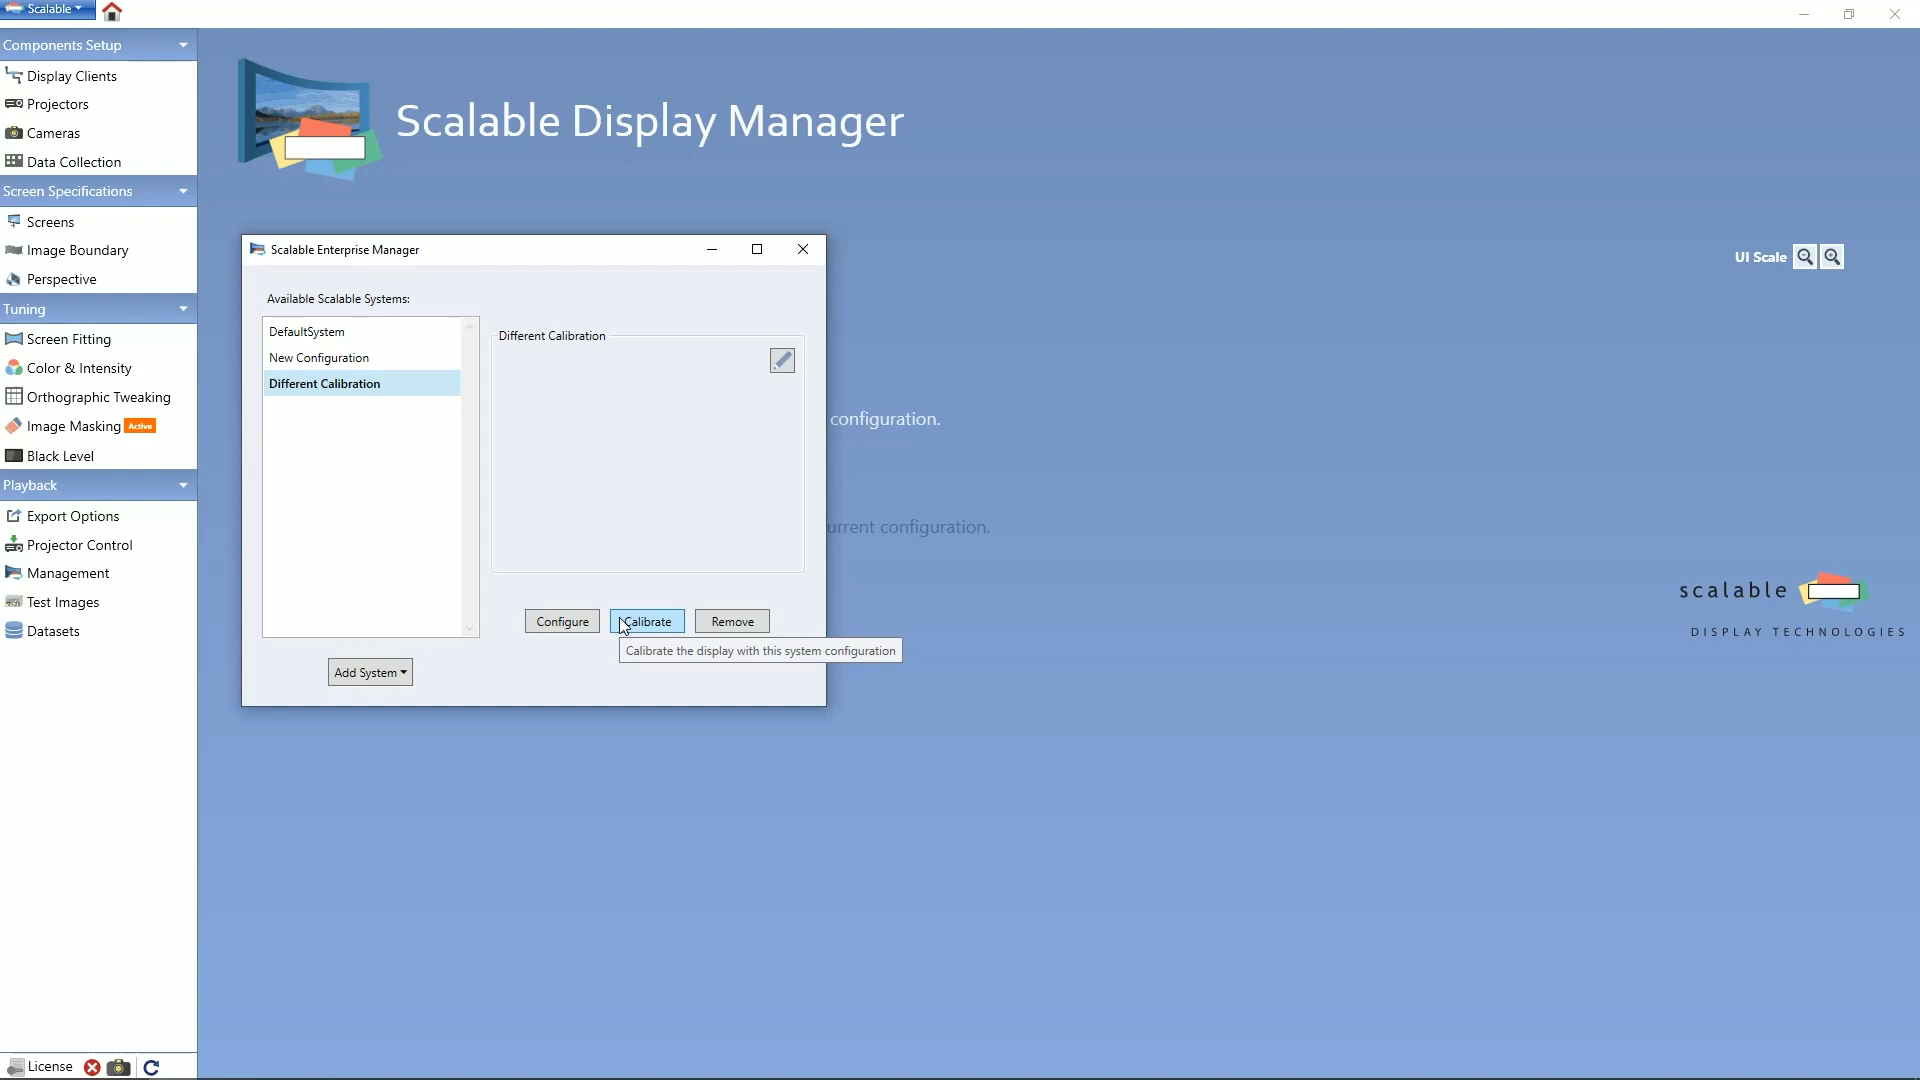 Scalable
Components Setup
Display Clients
Projectors
Cameras
Data Collection
Screen Specifications
Screens
Image Boundary
Perspective
Tuning
Screen Fitting
Color & Intensity
Orthographic Tweaking
Image Masking Active
Black Level
Playback
Export Options
Projector Control
Management
Test Images
Datasets
License
Scalable Display Manager
UI Scale
Scalable Enterprise Manager
Available Scalable Systems:
DefaultSystem
New Configuration
Different Calibration
Different Calibration
Configure
Calibrate
Remove
Calibrate the display with this system configuration
Add System
configuration.
urrent configuration.
scalable
DISPLAY TECHNOLOGIES